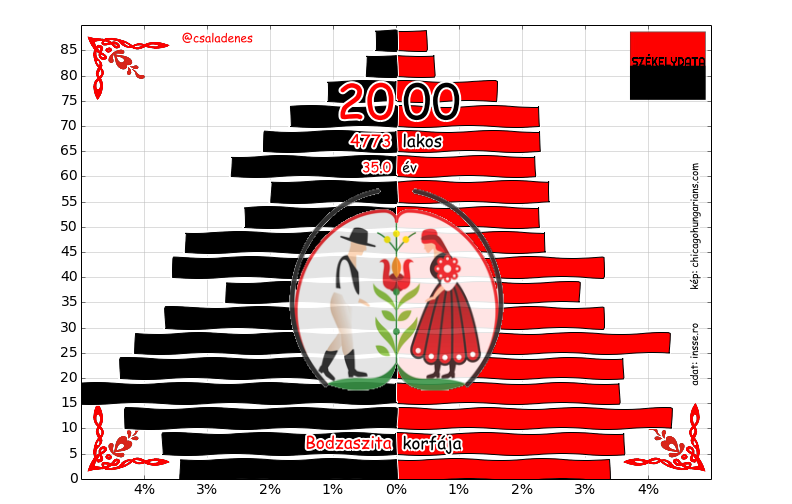 @csaladenes
SZÉKELYDATA
2000
4773 lakos
35.0 év
kép: chicagohungarians.com
adat: insse.ro
Bodzaszita korfája
85
80
75
70
65
60
55
50
45
40
35
30
25
20
15
10
5
0
4% 3% 2% 1% 0% 1% 2% 3% 4%